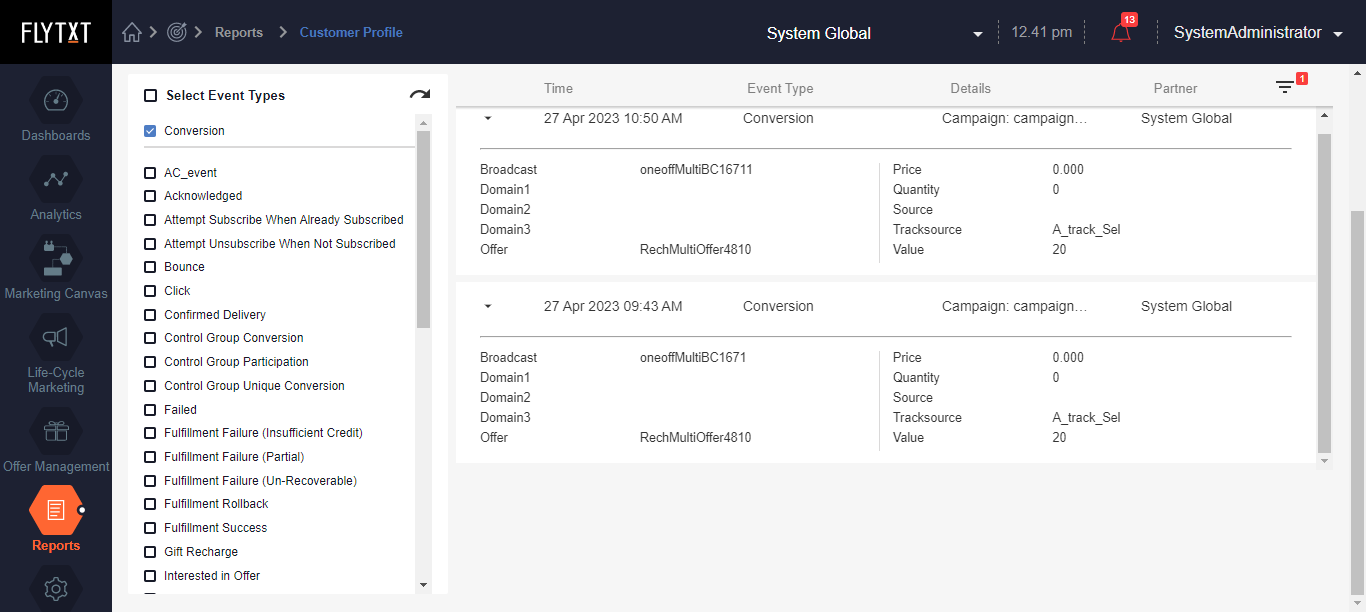 FLYTXT
Reports
Customer Profile
System Global
12.41 pm
13
SystemAdministrator
Dashboards
Analytics
Marketing Canvas
Life-Cycle
Marketing
Offer Management
Reports
Select Event Types
Conversion
AC_event
Acknowledged
Attempt Subscribe When Already Subscribed
Attempt Unsubscribe When Not Subscribed
Bounce
Click
Confirmed Delivery
Control Group Conversion
Control Group Participation
Control Group Unique Conversion
Failed
Fulfillment Failure (Insufficient Credit)
Fulfillment Failure (Partial)
Fulfillment Failure (Un-Recoverable)
Fulfillment Rollback
Fulfillment Success
Gift Recharge
Interested in Offer
Time Event Type Details Partner 1
27 Apr 2023 10:50 AM Conversion Campaign: campaign... System Global
Broadcast oneoffMultiBC16711 Price 0.000
Domain1 Quantity 0
Domain2 Source
Domain3 Tracksource A_track_Sel
Offer RechMultiOffer4810 Value 20
27 Apr 2023 09:43 AM Conversion Campaign: campaign... System Global
Broadcast oneoffMultiBC1671 Price 0.000
Domain1 Quantity 0
Domain2 Source
Domain3 Tracksource A_track_Sel
Offer RechMultiOffer4810 Value 20